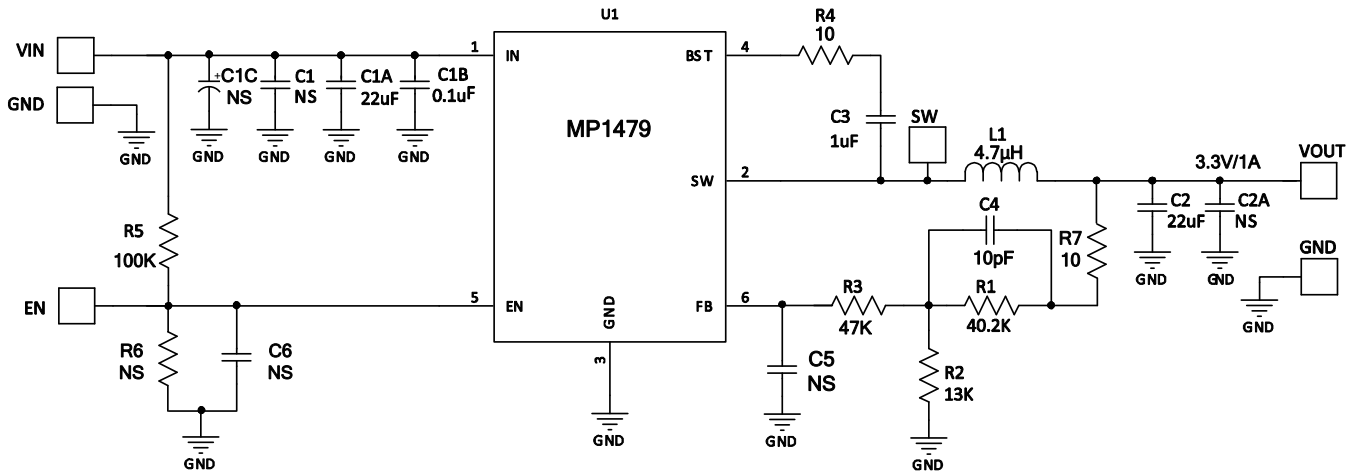 U1
MP1479
VIN
GND
GND
1
IN
C1C
NS
GND
C1
NS
GND
C1A
22uF
GND
C1B
0.1uF
GND
R5
100K
EN
5
EN
R6
NS
C6
NS
GND
GND
3
GND
BST
4
R4
10
C3
1uF
SW
SW
2
L1
4.7µH
3.3V/1A
VOUT
C2
22uF
GND
C2A
NS
GND
GND
GND
R7
10
C4
10pF
R1
40.2K
R3
47K
FB
6
C5
NS
GND
R2
13K
GND